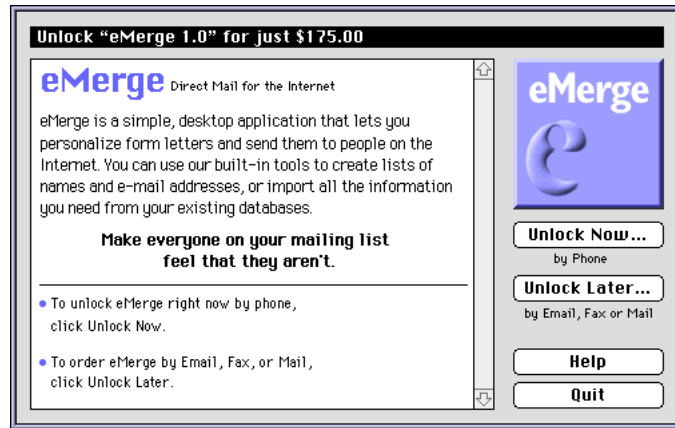 Unlock “eMerge 1.0” for just $175.00
eMerge Direct Mail for the Internet
eMerge is a simple, desktop application that lets you
personalize form letters and send them to people on the
Internet. You can use our built-in tools to create lists of
names and e-mail addresses, or import all the information
you need from your existing databases.
Make everyone on your mailing list
feel that they aren't.
• To unlock eMerge right now by phone,
click Unlock Now.
• To order eMerge by Email, Fax, or Mail,
click Unlock Later.
eMerge
e
Unlock Now...
by Phone
Unlock Later...
by Email, Fax or Mail
Help
Quit